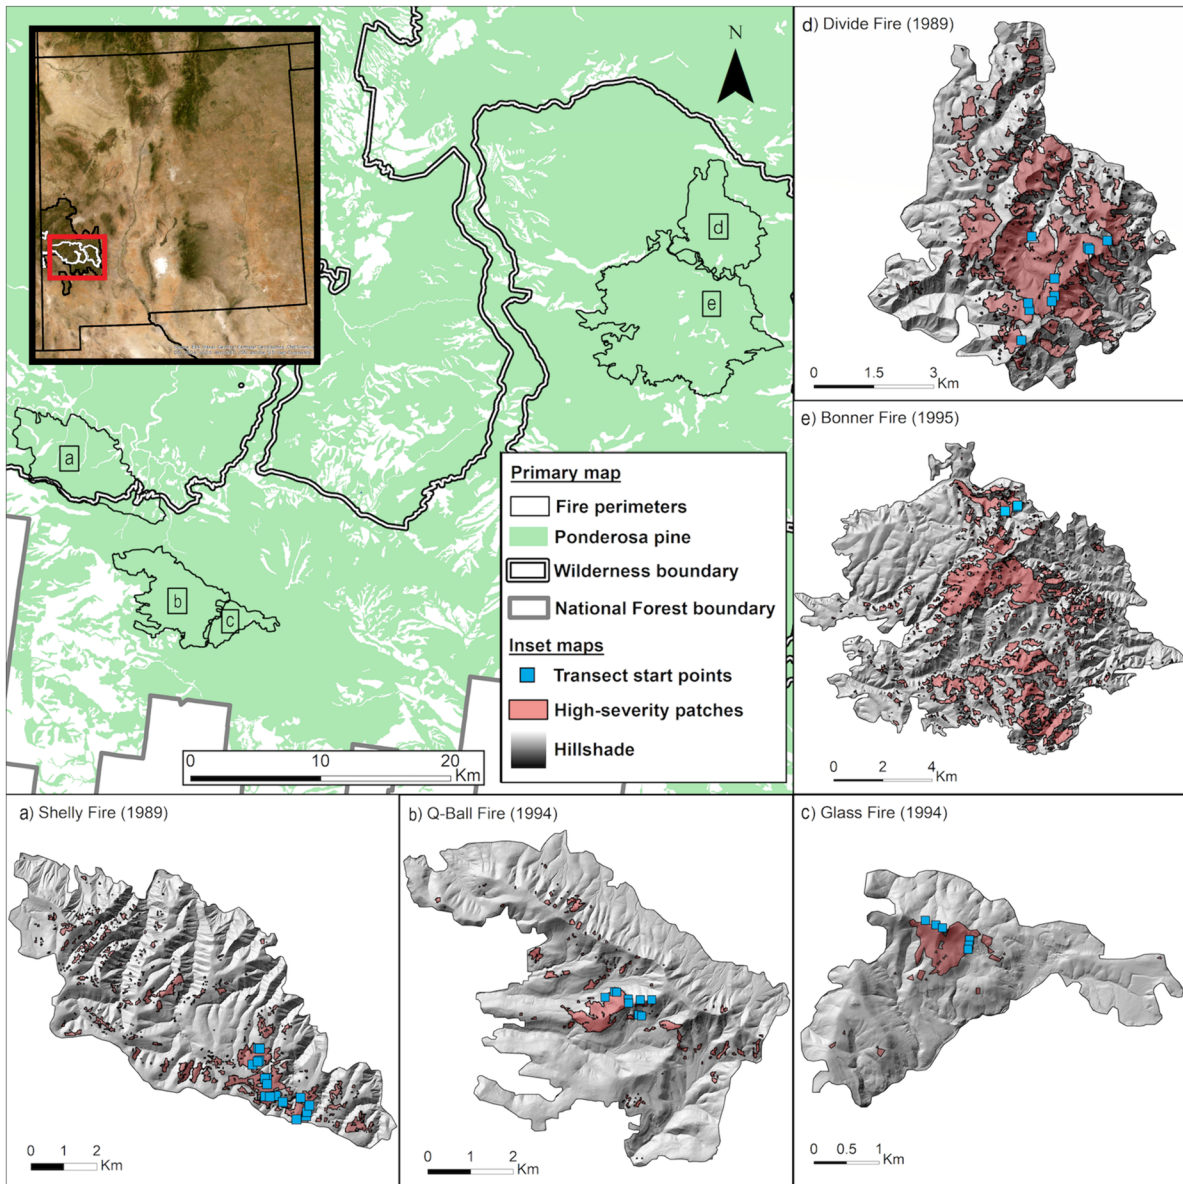 N
d
e
a
b
c
Primary map
Fire perimeters
Ponderosa pine
Wilderness boundary
National Forest boundary
Inset maps
Transect start points
High-severity patches
Hillshade
0 10 20
Km
d) Divide Fire (1989)
0 1.5 3
Km
e) Bonner Fire (1995)
0 2 4
Km
a) Shelly Fire (1989)
0 1 2
Km
b) Q-Ball Fire (1994)
0 1 2
Km
c) Glass Fire (1994)
0 0.5 1
Km